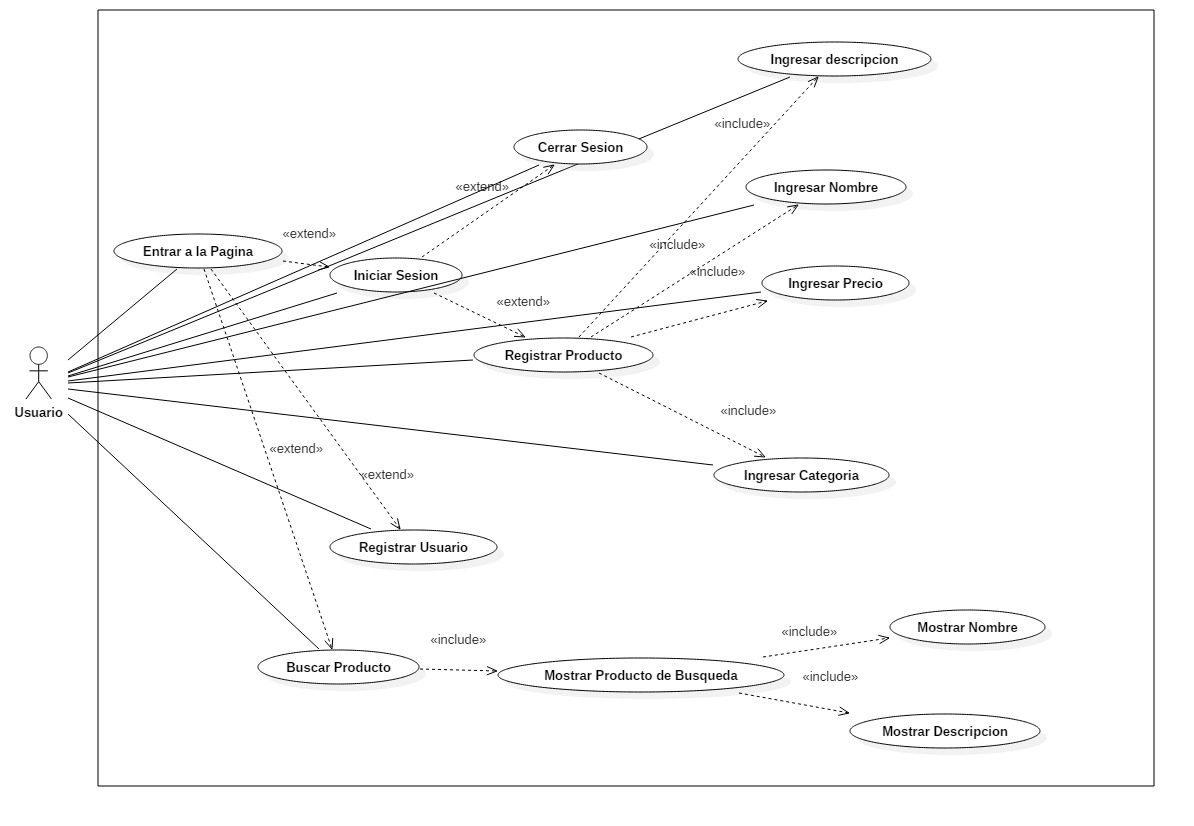 Ingresar descripcion
«include»
Cerrar Sesion
«extend»
Ingresar Nombre
«extend»
«include»
Entrar a la Pagina
Iniciar Sesion
«include»
Ingresar Precio
«extend»
Registrar Producto
Usuario
«include»
«extend»
«extend»
Ingresar Categoria
Registrar Usuario
«include»
«include»
Mostrar Nombre
Buscar Producto
Mostrar Producto de Busqueda
«include»
Mostrar Descripcion